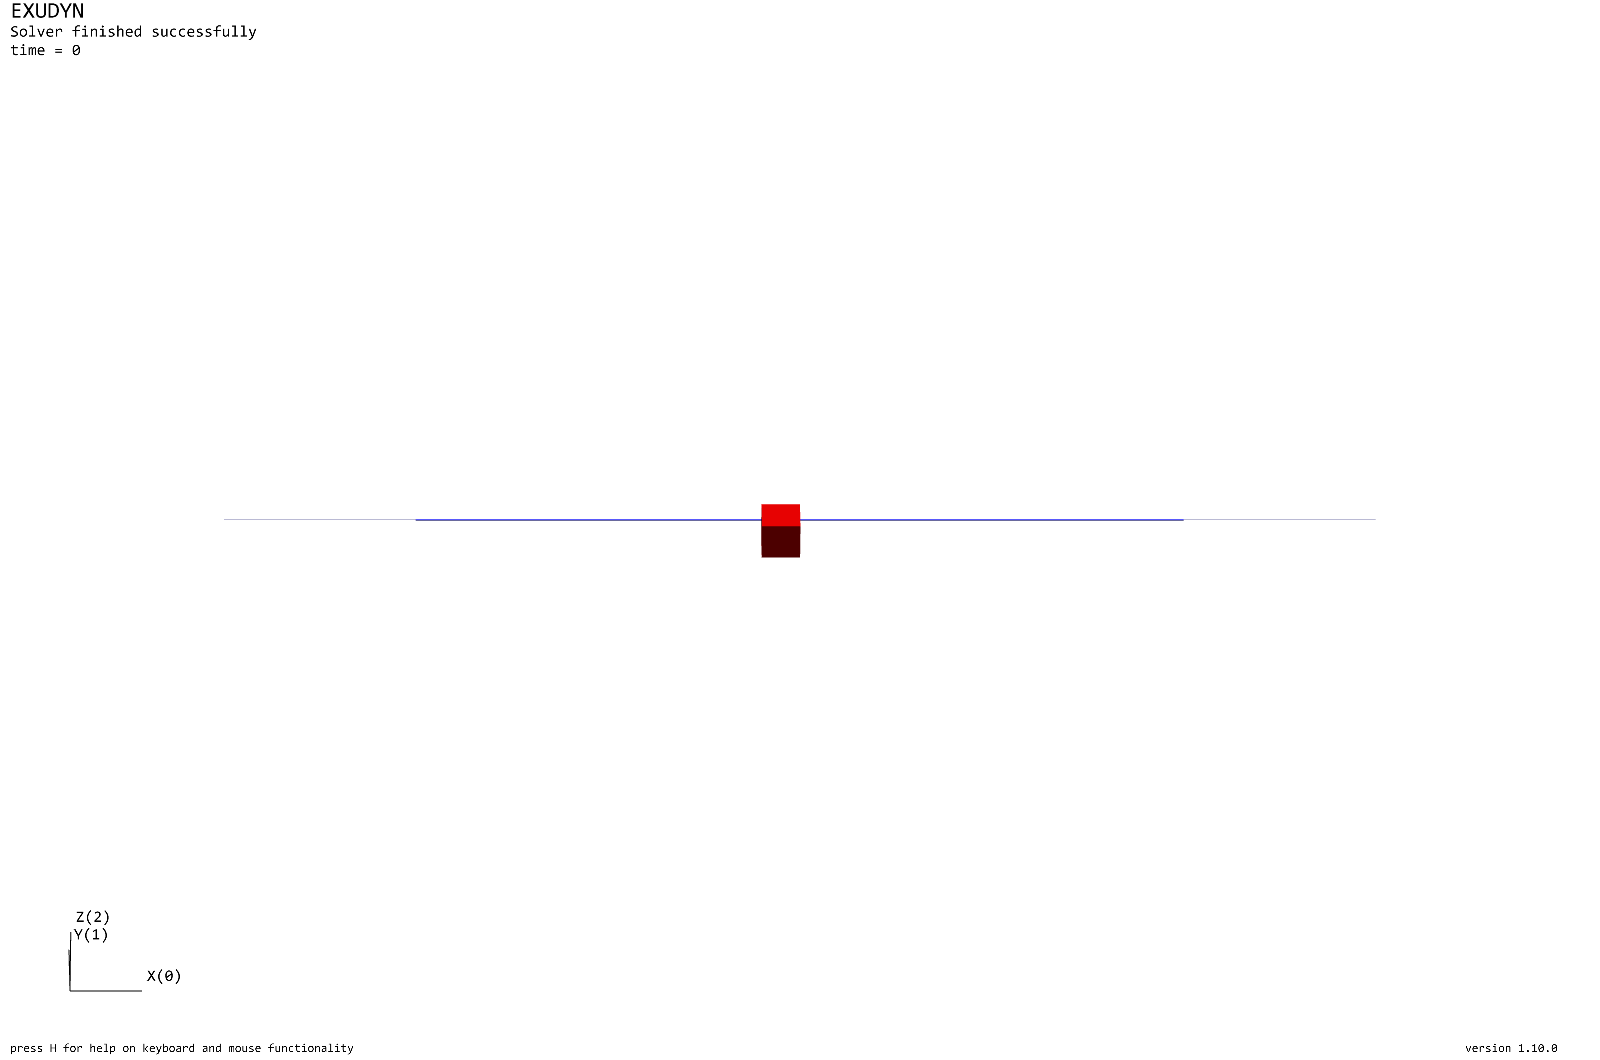 EXUDYN
Solver finished successfully
time = 0
Z(2)
Y(1)
X(0)
press H for help on keyboard and mouse functionality
version 1.10.0